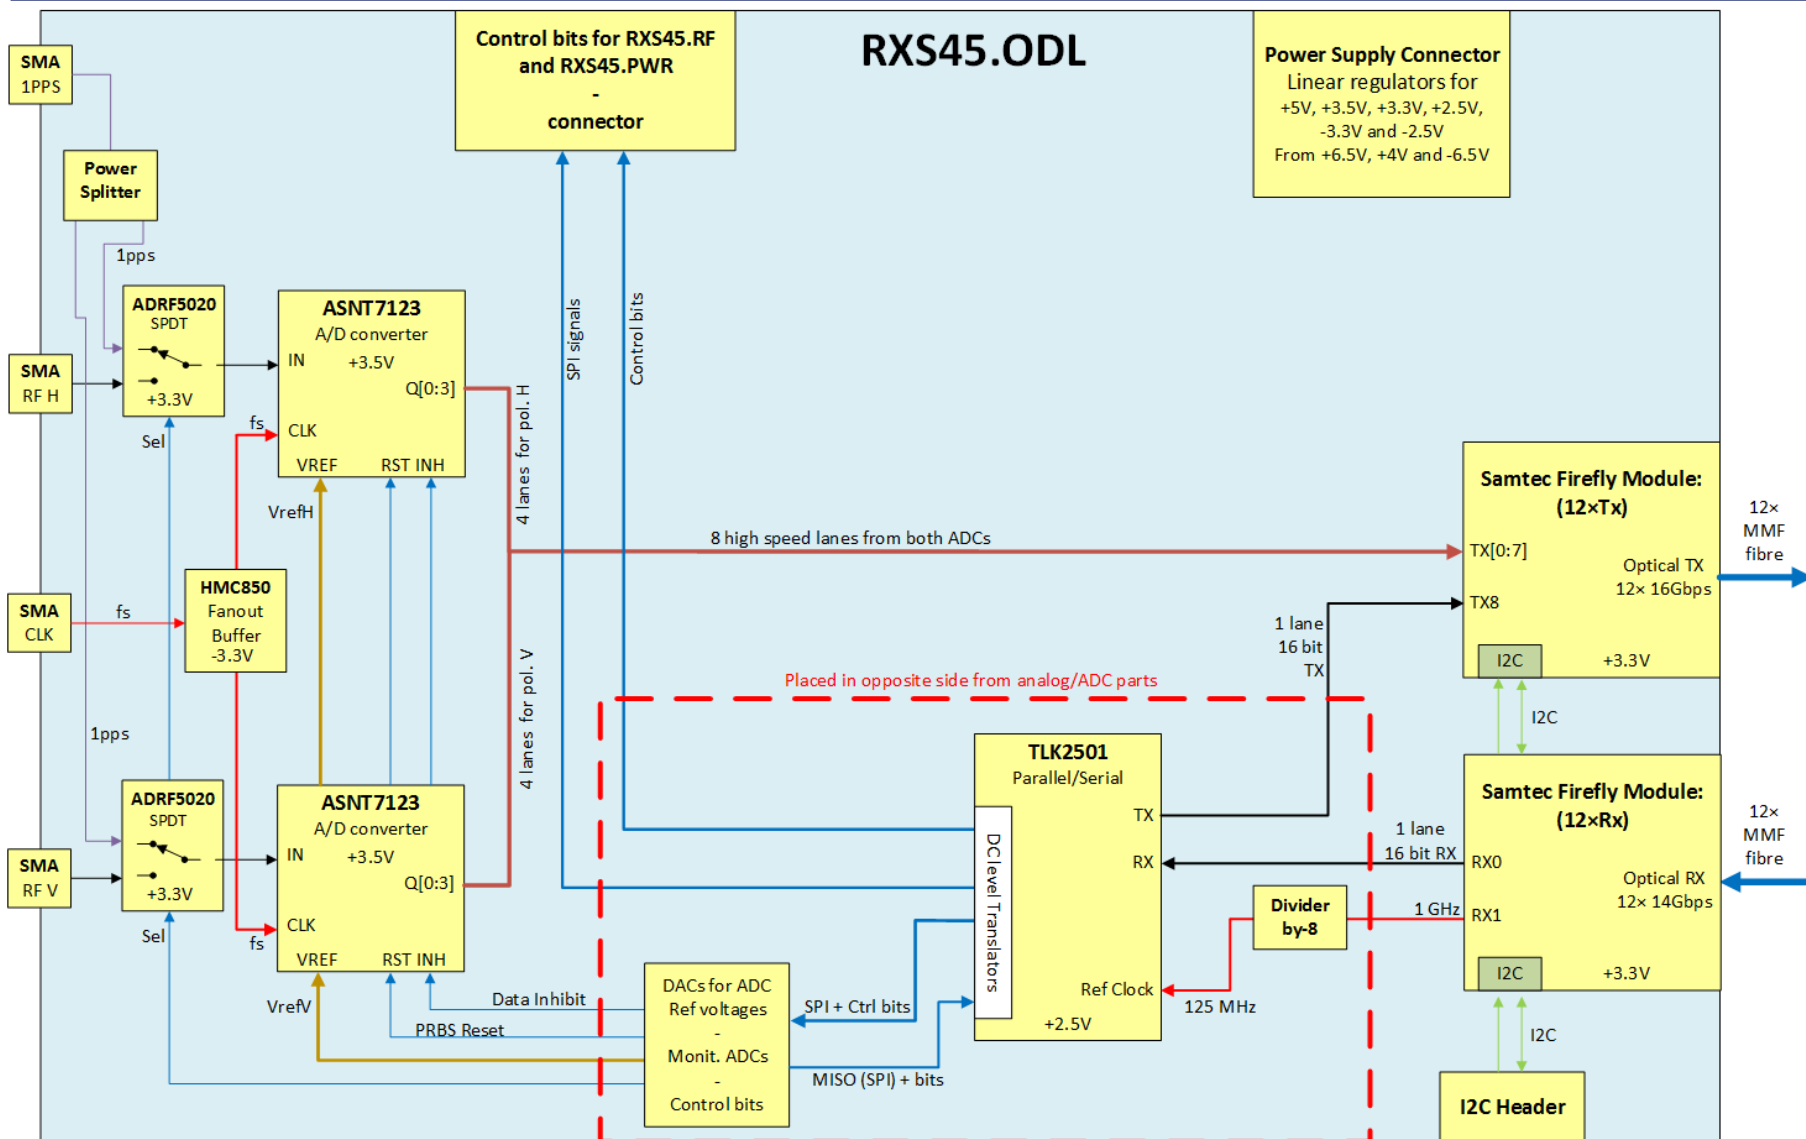 RXS45.ODL
Control bits for RXS45.RF
and RXS45.PWR
-
connector
Power Supply Connector
Linear regulators for
+5V, +3.5V, +3.3V, +2.5V,
-3.3V and -2.5V
From +6.5V, +4V and -6.5V
SMA
1PPS
Power
Splitter
1pps
ADRF5020
SPDT
+3.3V
Sel
SMA
RF H
ASNT7123
A/D converter
+3.5V
IN
Q[0:3]
CLK
VREF
RST INH
fs
VrefH
4 lanes for pol. H
SPI signals
Control bits
8 high speed lanes from both ADCs
Samtec Firefly Module:
(12×Tx)
TX[0:7]
Optical TX
12× 16Gbps
TX8
I2C
+3.3V
12×
MMF
fibre
HMC850
Fanout
Buffer
-3.3V
SMA
CLK
fs
1 lane
16 bit
TX
Placed in opposite side from analog/ADC parts
4 lanes for pol. V
I2C
1pps
ADRF5020
SPDT
+3.3V
Sel
SMA
RF V
ASNT7123
A/D converter
+3.5V
IN
Q[0:3]
CLK
VREF
RST INH
fs
VrefV
TLK2501
Parallel/Serial
TX
RX
DC level Translators
Ref Clock
+2.5V
1 lane
16 bit RX
Divider
by-8
1 GHz
125 MHz
Samtec Firefly Module:
(12×Rx)
RX0
Optical RX
12× 14Gbps
RX1
I2C
+3.3V
12×
MMF
fibre
Data Inhibit
PRBS Reset
DACs for ADC
Ref voltages
-
Monit. ADCs
-
Control bits
SPI + Ctrl bits
MISO (SPI) + bits
I2C
I2C Header